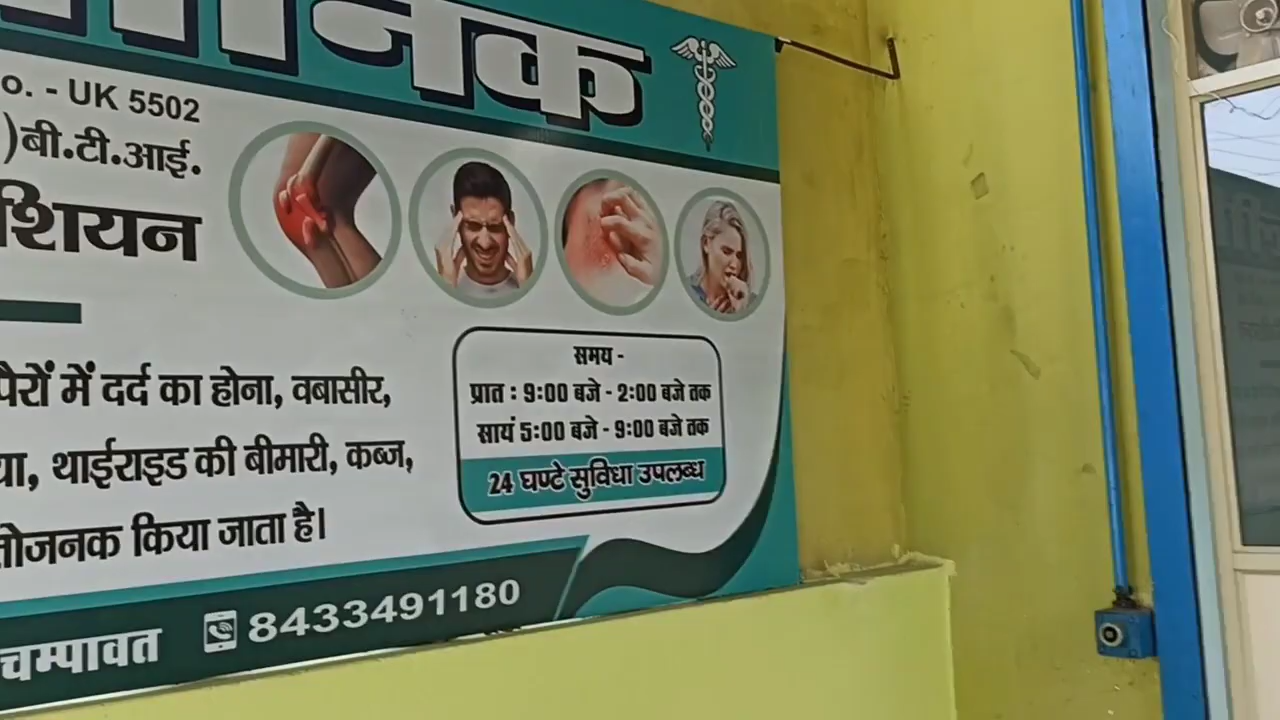 निक
o. - UK 5502
)बी.टी.आई.
शियन
पैरों में दर्द का होना, वबासीर,
या, थाईराइड की बीमारी, कब्ज,
तोजनक किया जाता है।
समय -
प्रात : 9:00 बजे - 2:00 बजे तक
सायं 5:00 बजे - 9:00 बजे तक
24 घण्टे सुविधा उपलब्ध
चम्पावत 8433491180